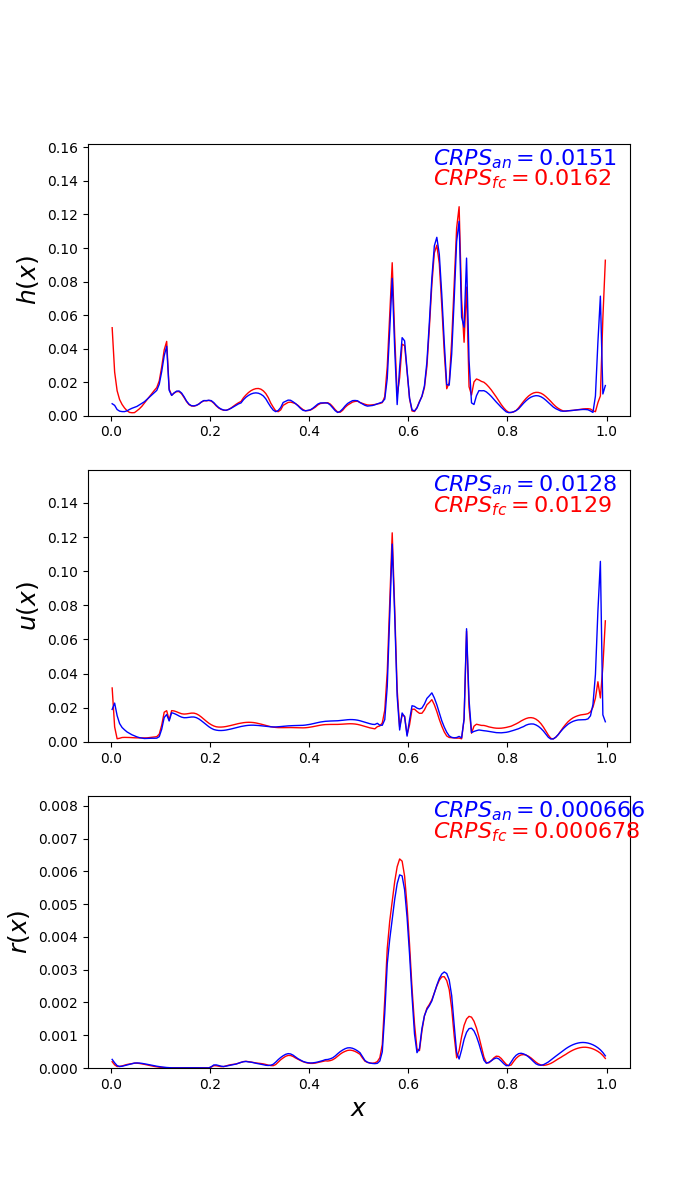 0.16
0.14
0.12
0.10
0.08
0.06
0.04
0.02
0.00
h(x)
CRPS_an = 0.0151
CRPS_fc = 0.0162
0.0 0.2 0.4 0.6 0.8 1.0
0.14
0.12
0.10
0.08
0.06
0.04
0.02
0.00
u(x)
CRPS_an = 0.0128
CRPS_fc = 0.0129
0.0 0.2 0.4 0.6 0.8 1.0
0.008
0.007
0.006
0.005
0.004
0.003
0.002
0.001
0.000
r(x)
CRPS_an = 0.000666
CRPS_fc = 0.000678
0.0 0.2 0.4 0.6 0.8 1.0
x